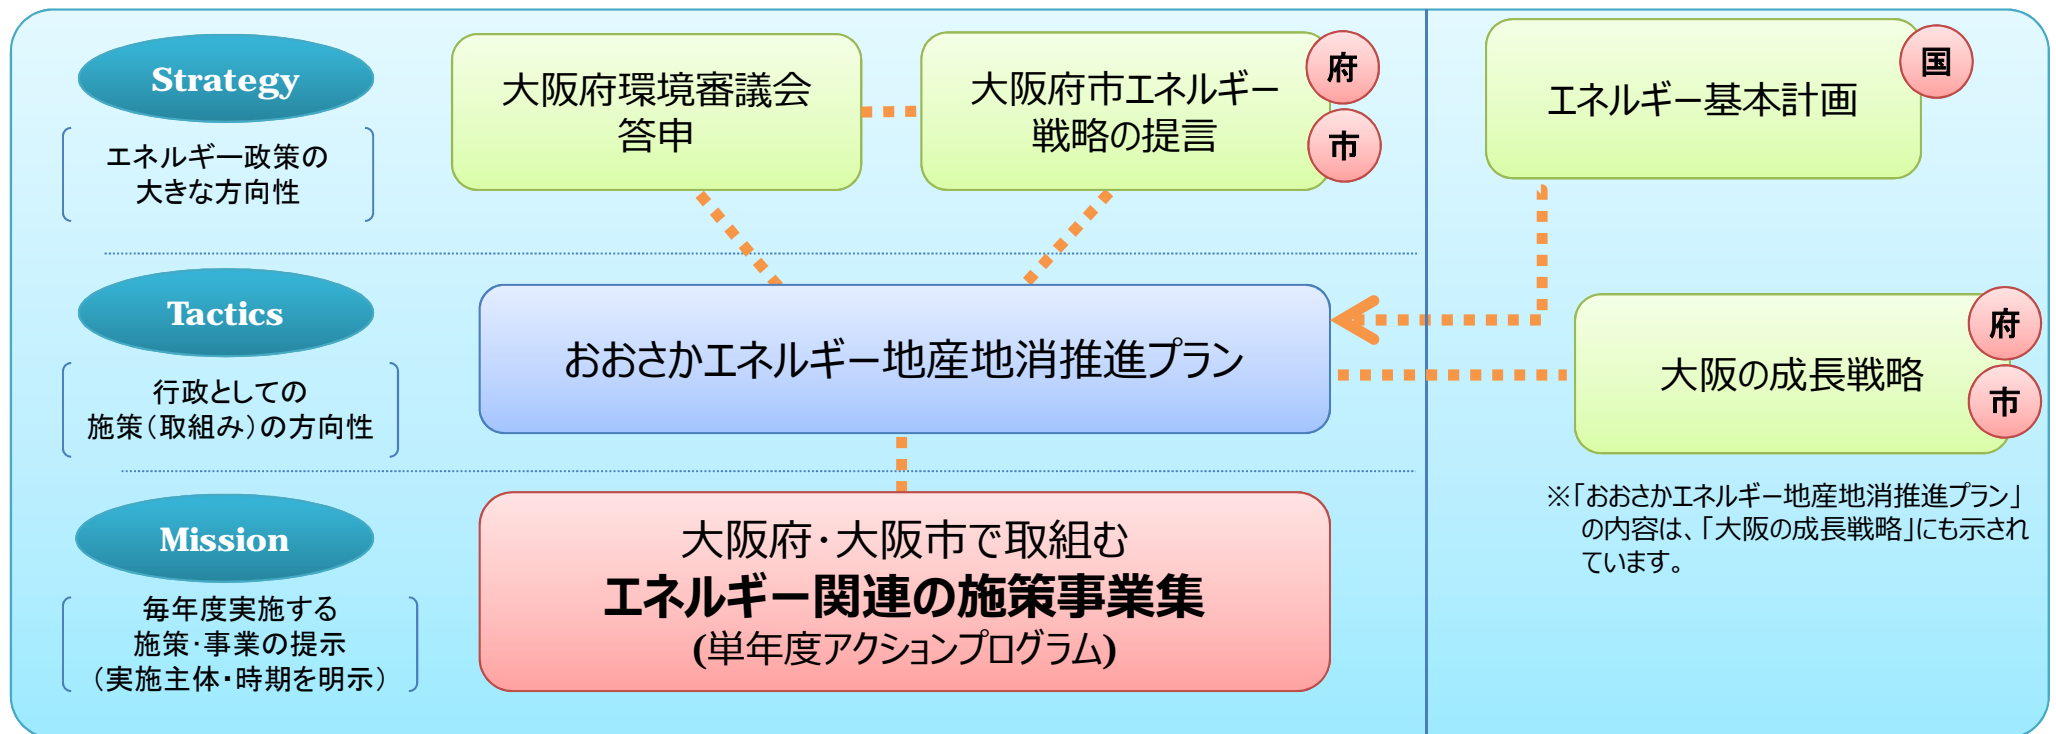 Strategy
エネルギー政策の
大きな方向性
大阪府環境審議会
答申
大阪府市エネルギー
戦略の提言
府
市
エネルギー基本計画
国
Tactics
行政としての
施策(取組み)の方向性
おおさかエネルギー地産地消推進プラン
大阪の成長戦略
府
市
※「おおさかエネルギー地産地消推進プラン」
の内容は、「大阪の成長戦略」にも示され
ています。
Mission
毎年度実施する
施策・事業の提示
(実施主体・時期を明示)
大阪府・大阪市で取組む
エネルギー関連の施策事業集
(単年度アクションプログラム)